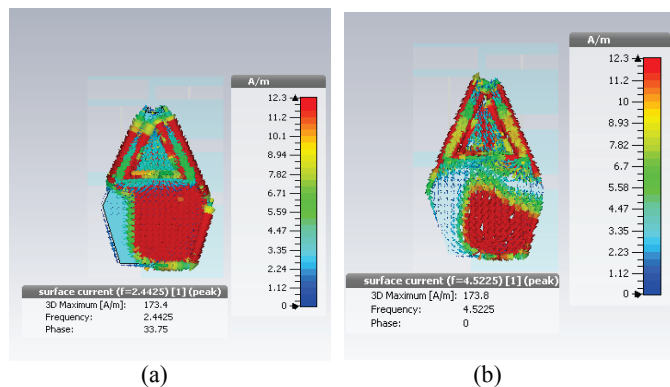 A/m
12.3
11.2
10.1
8.94
7.82
6.71
5.59
4.47
3.35
2.24
1.12
0
surface current (f=2.4425) [1] (peak)
3D Maximum [A/m]: 173.4
Frequency: 2.4425
Phase: 33.75
(a)
A/m
12.3
11.2
10
8.93
7.82
6.7
5.58
4.47
3.35
2.23
1.12
0
surface current (f=4.5225) [1] (peak)
3D Maximum [A/m]: 173.8
Frequency: 4.5225
Phase: 0
(b)